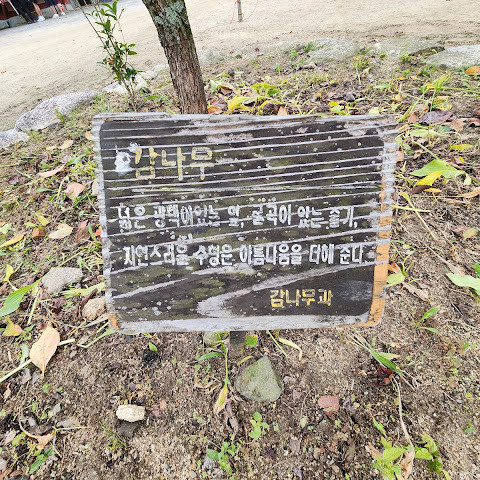 감나무
넓은 광택이있는 잎, 굴곡이 있는 줄기,
자연스러운 수형은 아름다움을 더해 준다.
감나무과